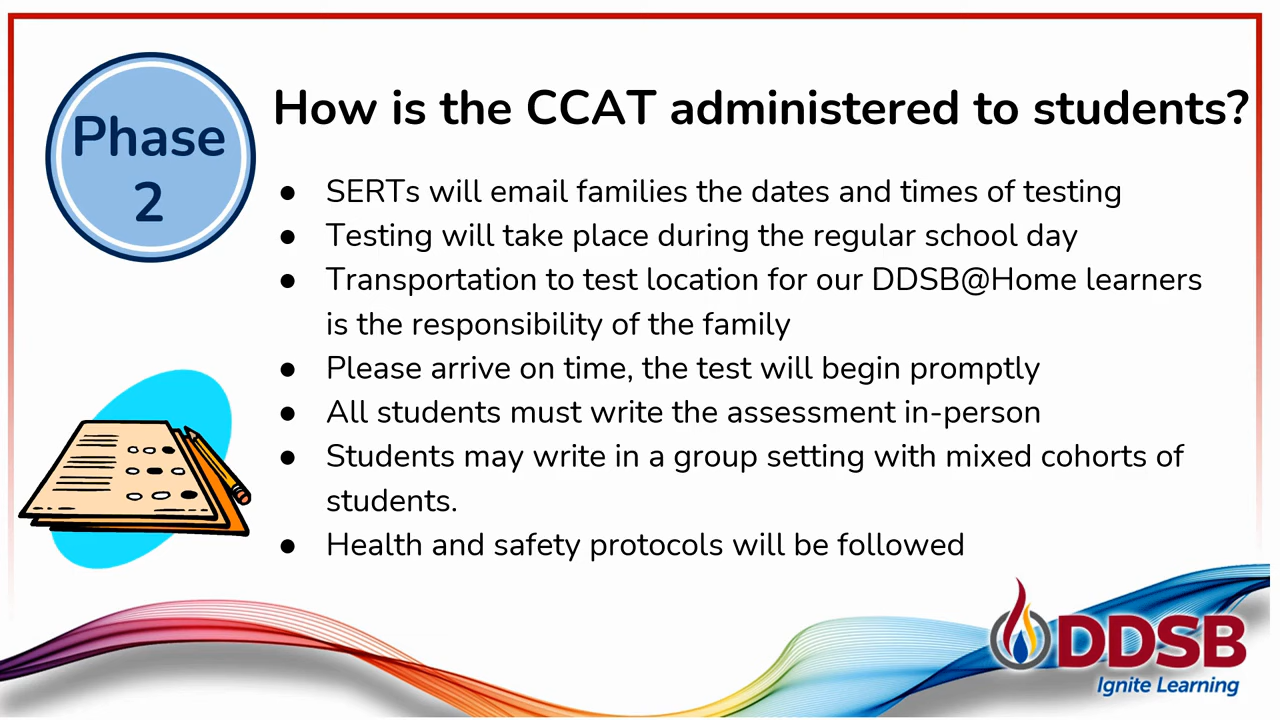 Phase
2
How is the CCAT administered to students?
● SERTs will email families the dates and times of testing
● Testing will take place during the regular school day
● Transportation to test location for our DDSB@Home learners
is the responsibility of the family
● Please arrive on time, the test will begin promptly
● All students must write the assessment in-person
● Students may write in a group setting with mixed cohorts of
students.
● Health and safety protocols will be followed
DDSB
Ignite Learning